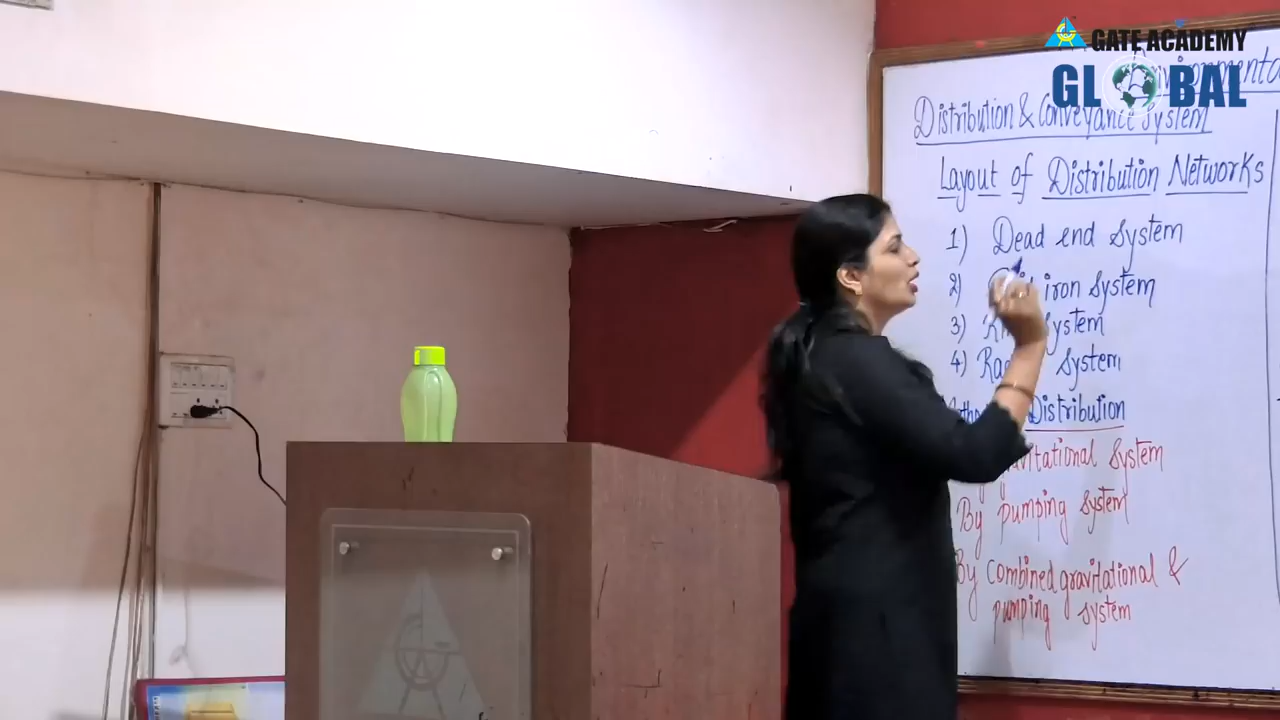 GATE ACADEMY
GLOBAL
Environmenta
Distribution & Conveyance System
Layout of Distribution Networks
1) Dead end System
2) iron System
3) System
4) System
Distribution
System
By pumping system
By combined gravitational &
pumping system